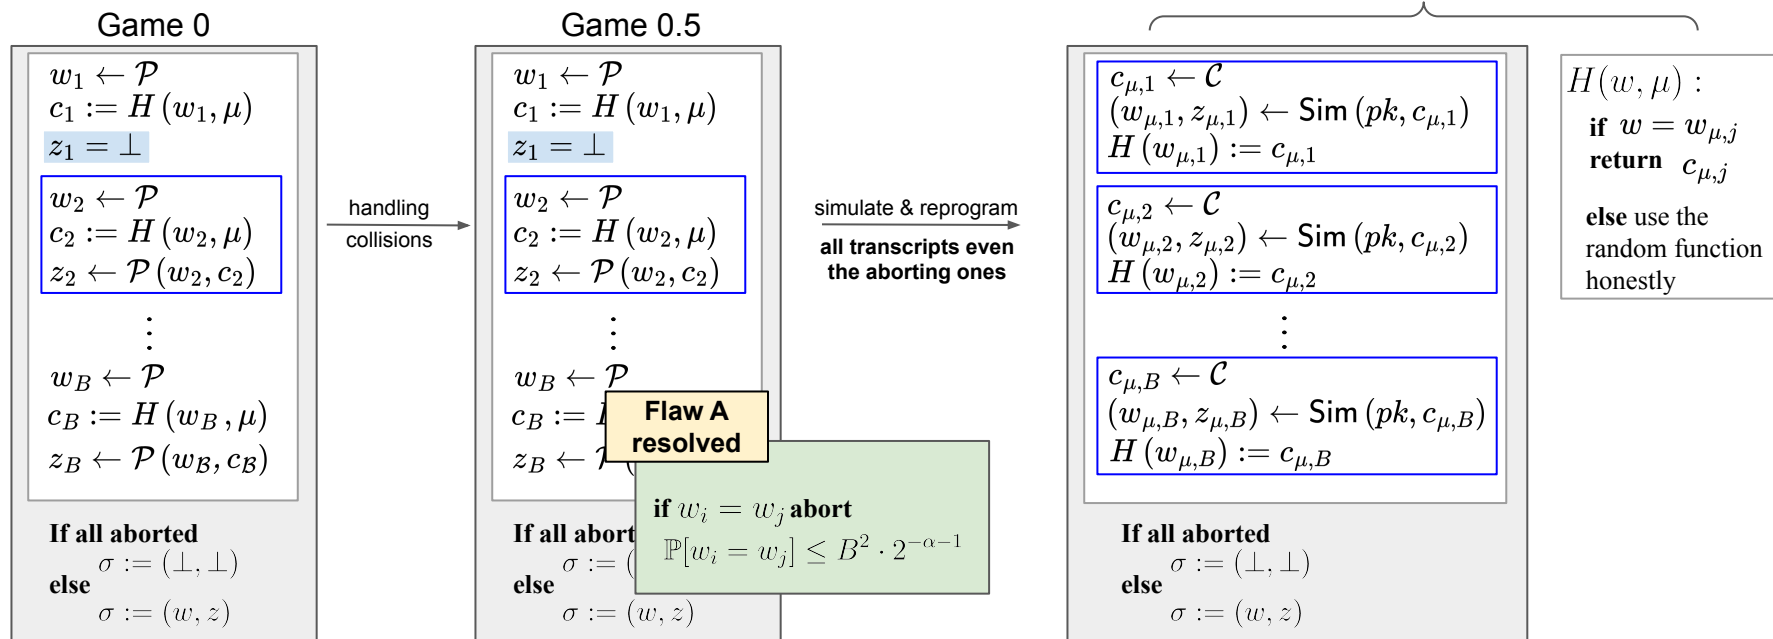 Game 0
w_1 ← 𝒫
c_1 := H (w_1, μ)
z_1 = ⊥
w_2 ← 𝒫
c_2 := H (w_2, μ)
z_2 ← 𝒫 (w_2, c_2)
⋮
w_B ← 𝒫
c_B := H (w_B, μ)
z_B ← 𝒫 (w_ℬ, c_ℬ)
If all aborted
σ := (⊥, ⊥)
else
σ := (w, z)
handling
collisions
Game 0.5
w_1 ← 𝒫
c_1 := H (w_1, μ)
z_1 = ⊥
w_2 ← 𝒫
c_2 := H (w_2, μ)
z_2 ← 𝒫 (w_2, c_2)
⋮
w_B ← 𝒫
c_B :=
z_B ←
If all abort
σ := (
else
σ := (w, z)
Flaw A
resolved
if w_i = w_j abort
ℙ[w_i = w_j] ≤ B^2 · 2^{-α-1}
simulate & reprogram
all transcripts even
the aborting ones
c_{μ,1} ← 𝒞
(w_{μ,1}, z_{μ,1}) ← Sim (pk, c_{μ,1})
H (w_{μ,1}) := c_{μ,1}
c_{μ,2} ← 𝒞
(w_{μ,2}, z_{μ,2}) ← Sim (pk, c_{μ,2})
H (w_{μ,2}) := c_{μ,2}
⋮
c_{μ,B} ← 𝒞
(w_{μ,B}, z_{μ,B}) ← Sim (pk, c_{μ,B})
H (w_{μ,B}) := c_{μ,B}
If all aborted
σ := (⊥, ⊥)
else
σ := (w, z)
H(w, μ) :
if w = w_{μ,j}
return c_{μ,j}
else use the
random function
honestly